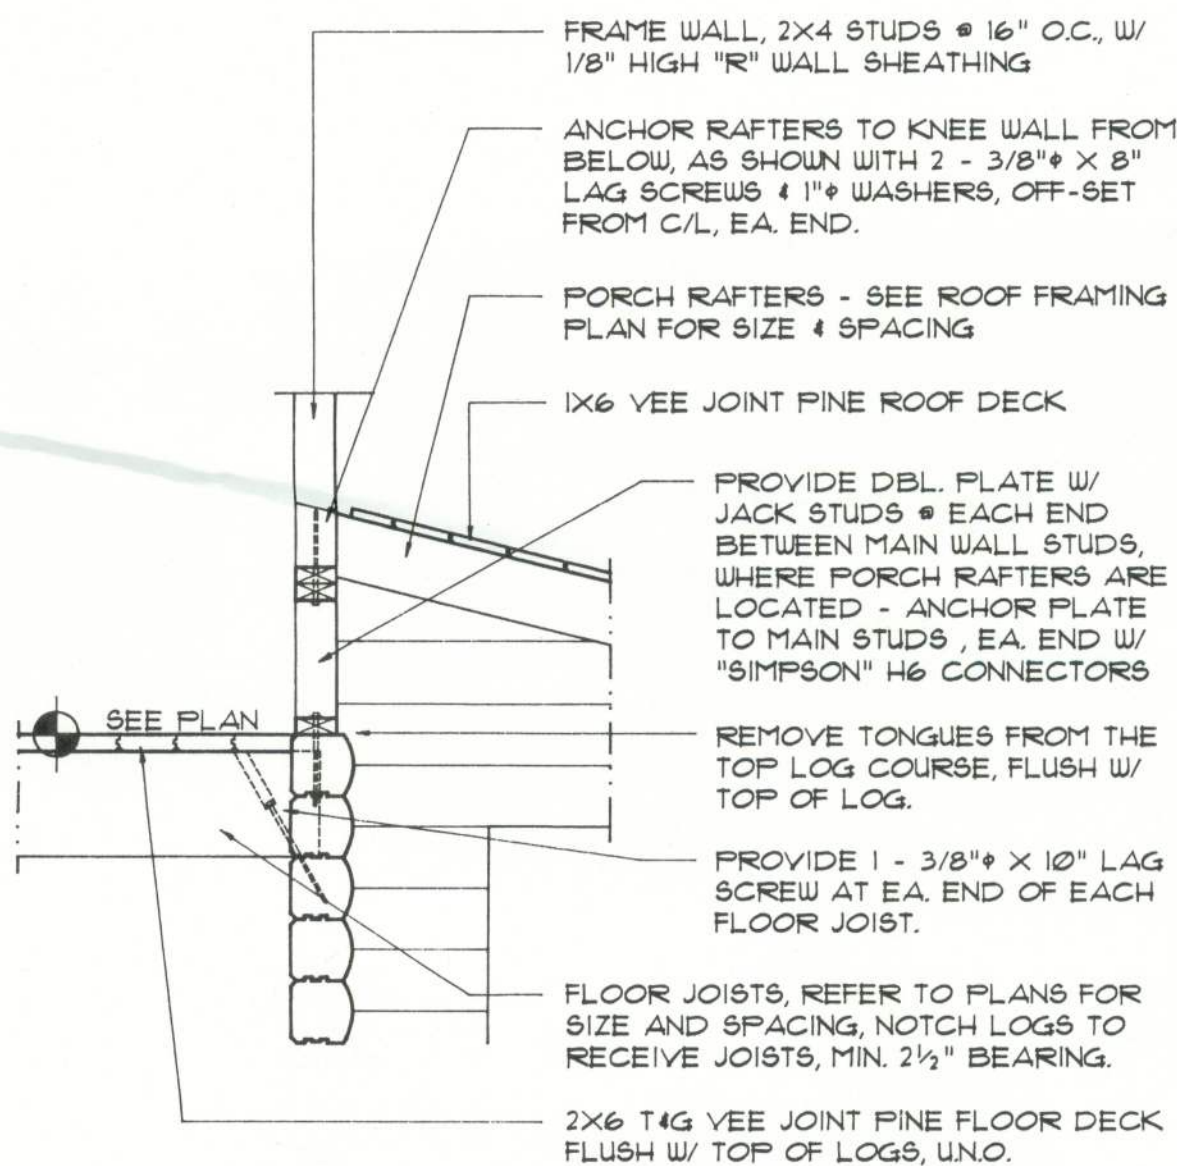 FRAME WALL, 2X4 STUDS @ 16" O.C., W/
1/8" HIGH "R" WALL SHEATHING
ANCHOR RAFTERS TO KNEE WALL FROM
BELOW, AS SHOWN WITH 2 - 3/8"ϕ X 8"
LAG SCREWS & 1"ϕ WASHERS, OFF-SET
FROM C/L, EA. END.
PORCH RAFTERS - SEE ROOF FRAMING
PLAN FOR SIZE & SPACING
1X6 VEE JOINT PINE ROOF DECK
PROVIDE DBL. PLATE W/
JACK STUDS @ EACH END
BETWEEN MAIN WALL STUDS,
WHERE PORCH RAFTERS ARE
LOCATED - ANCHOR PLATE
TO MAIN STUDS , EA. END W/
"SIMPSON" H6 CONNECTORS
SEE PLAN
REMOVE TONGUES FROM THE
TOP LOG COURSE, FLUSH W/
TOP OF LOG.
PROVIDE 1 - 3/8"ϕ X 10" LAG
SCREW AT EA. END OF EACH
FLOOR JOIST.
FLOOR JOISTS, REFER TO PLANS FOR
SIZE AND SPACING, NOTCH LOGS TO
RECEIVE JOISTS, MIN. 2½" BEARING.
2X6 T&G VEE JOINT PINE FLOOR DECK
FLUSH W/ TOP OF LOGS, U.N.O.